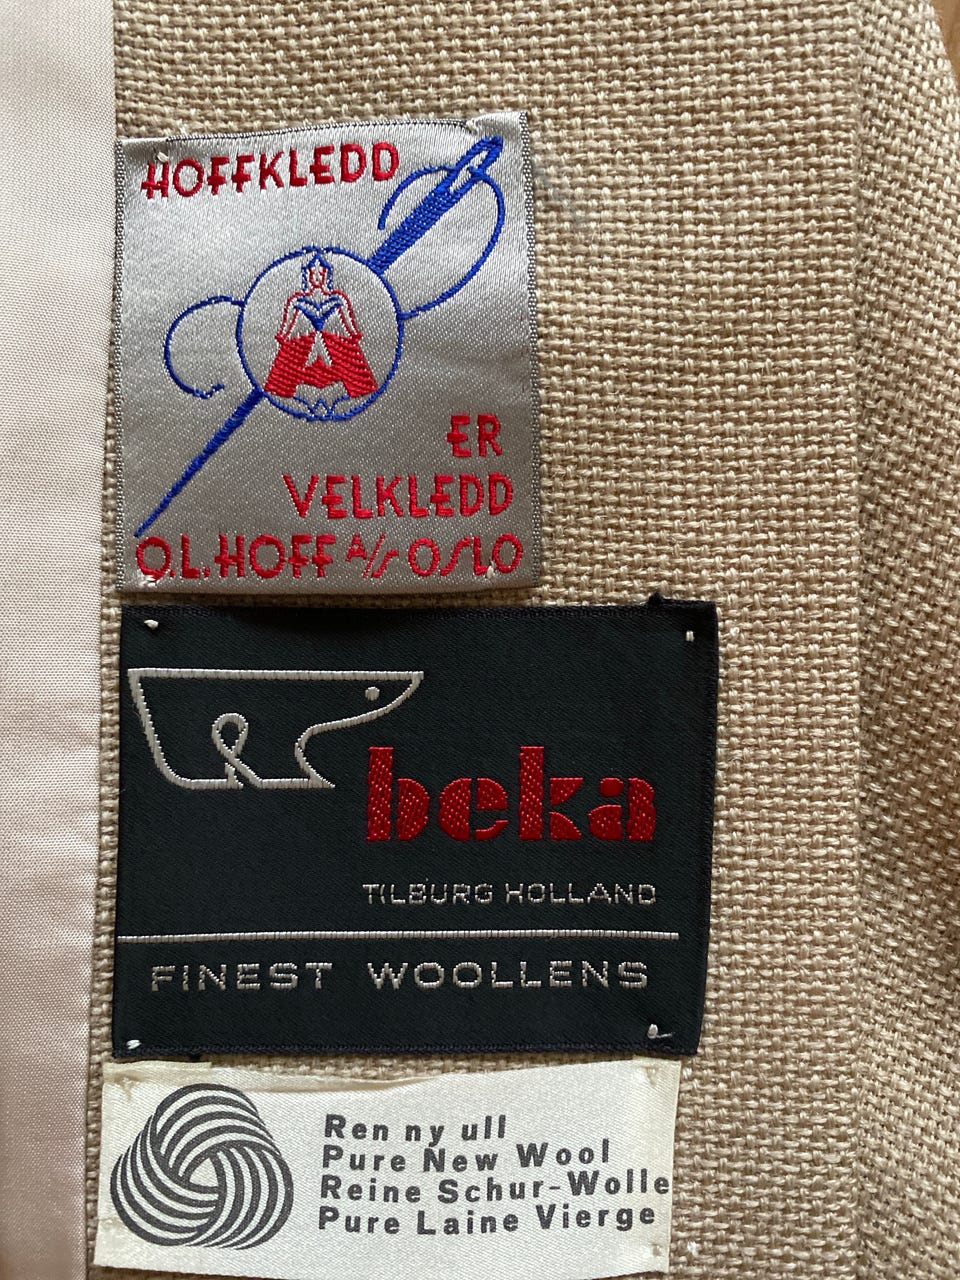 HOFFKLEDD
ER
VELKLEDD
O.L. HOFF A/S OSLO
beka
TILBURG HOLLAND
FINEST WOOLLENS
Ren ny ull
Pure New Wool
Reine Schur-Wolle
Pure Laine Vierge